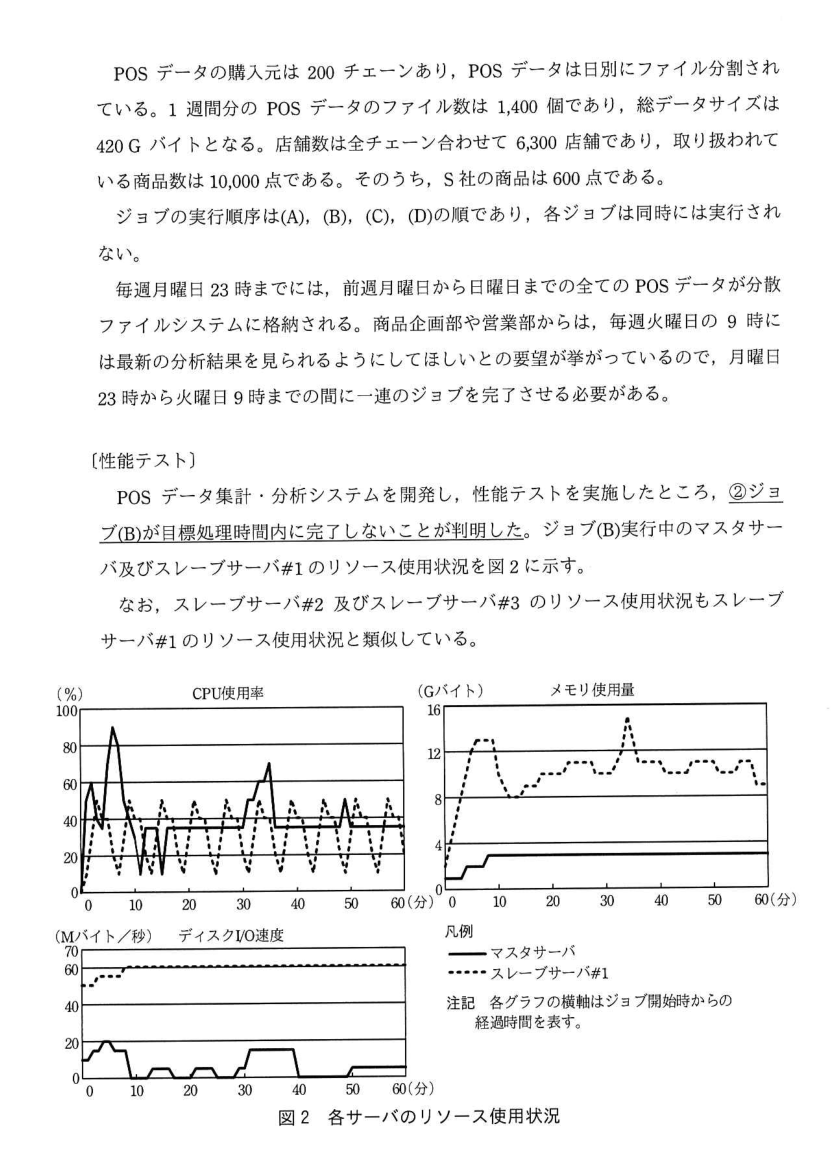 POS データの購入元は 200 チェーンあり，POS データは日別にファイル分割され
ている。1 週間分の POS データのファイル数は 1,400 個であり，総データサイズは
420 G バイトとなる。店舗数は全チェーン合わせて 6,300 店舗であり，取り扱われて
いる商品数は 10,000 点である。そのうち，S 社の商品は 600 点である。
ジョブの実行順序は(A)，(B)，(C)，(D)の順であり，各ジョブは同時には実行され
ない。
毎週月曜日 23 時までには，前週月曜日から日曜日までの全ての POS データが分散
ファイルシステムに格納される。商品企画部や営業部からは，毎週火曜日の 9 時に
は最新の分析結果を見られるようにしてほしいとの要望が挙がっているので，月曜日
23 時から火曜日 9 時までの間に一連のジョブを完了させる必要がある。
〔性能テスト〕
POS データ集計・分析システムを開発し，性能テストを実施したところ，②ジョ
ブ(B)が目標処理時間内に完了しないことが判明した。ジョブ(B)実行中のマスタサー
バ及びスレーブサーバ#1 のリソース使用状況を図 2 に示す。
なお，スレーブサーバ#2 及びスレーブサーバ#3 のリソース使用状況もスレーブ
サーバ#1 のリソース使用状況と類似している。
（%） CPU使用率
100
80
60
40
20
0
0 10 20 30 40 50 60(分)
（Gバイト） メモリ使用量
16
12
8
4
0
0 10 20 30 40 50 60(分)
（Mバイト／秒） ディスクI/O速度
70
60
40
20
0
0 10 20 30 40 50 60(分)
凡例
マスタサーバ
スレーブサーバ#1
注記 各グラフの横軸はジョブ開始時からの
経過時間を表す。
図 2 各サーバのリソース使用状況